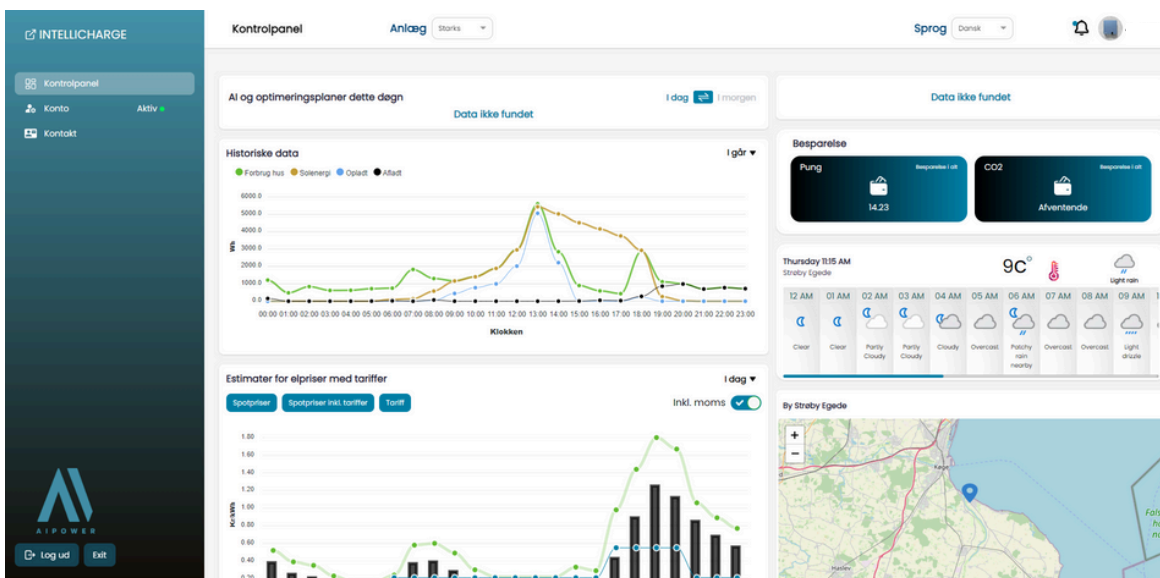 INTELLICHARGE
Kontrolpanel
Konto Aktiv
Kontakt
AIPOWER
Log ud Exit
Kontrolpanel Anlæg Storks Sprog Dansk
AI og optimeringsplaner dette døgn I dag I morgen
Data ikke fundet
Data ikke fundet
Historiske data I går
Forbrug hus Solenergi Opladt Afladt
6000.0
5000.0
4000.0
3000.0
2000.0
1000.0
0.0
Wh
00:00 01:00 02:00 03:00 04:00 05:00 06:00 07:00 08:00 09:00 10:00 11:00 12:00 13:00 14:00 15:00 16:00 17:00 18:00 19:00 20:00 21:00 22:00 23:00
Klokken
Besparelse
Pung Besparelse i alt
14.23
CO2 Besparelse i alt
Afventende
Thursday 11:15 AM
Strøby Egede
9C°
Light rain
12 AM 01 AM 02 AM 03 AM 04 AM 05 AM 06 AM 07 AM 08 AM 09 AM
Clear Clear Partly Cloudy Partly Cloudy Cloudy Overcast Patchy rain nearby Overcast Overcast Light drizzle
Estimater for elpriser med tariffer I dag
Spotpriser Spotpriser inkl. tariffer Tariff Inkl. moms
1.80
1.60
1.40
1.20
1.00
0.80
0.60
0.40
0.20
Kr/kWh
By Strøby Egede
+
−
Køge
Haslev